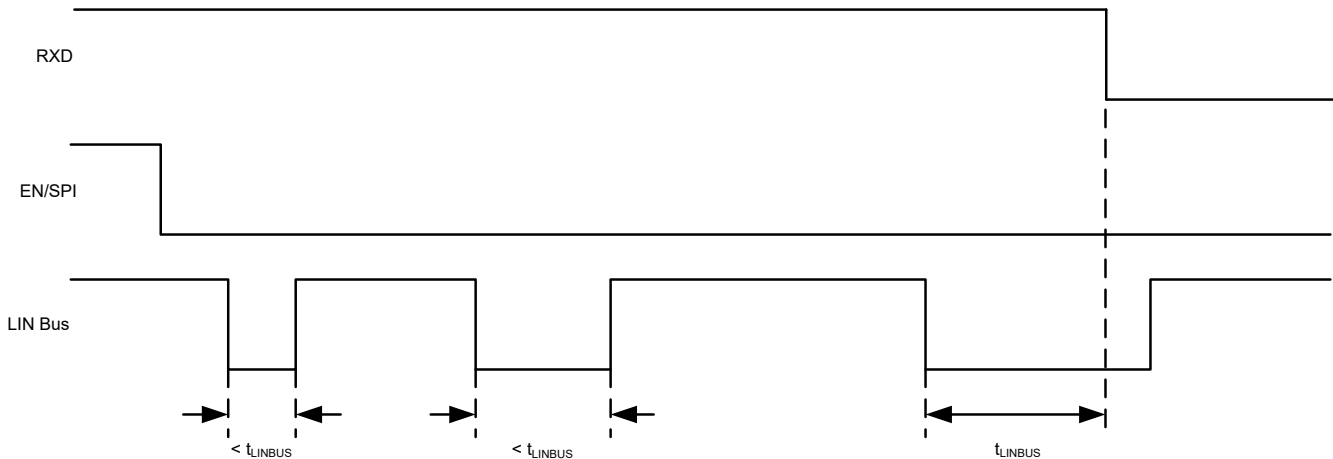 RXD
EN/SPI
LIN Bus
< tLINBUS
< tLINBUS
tLINBUS